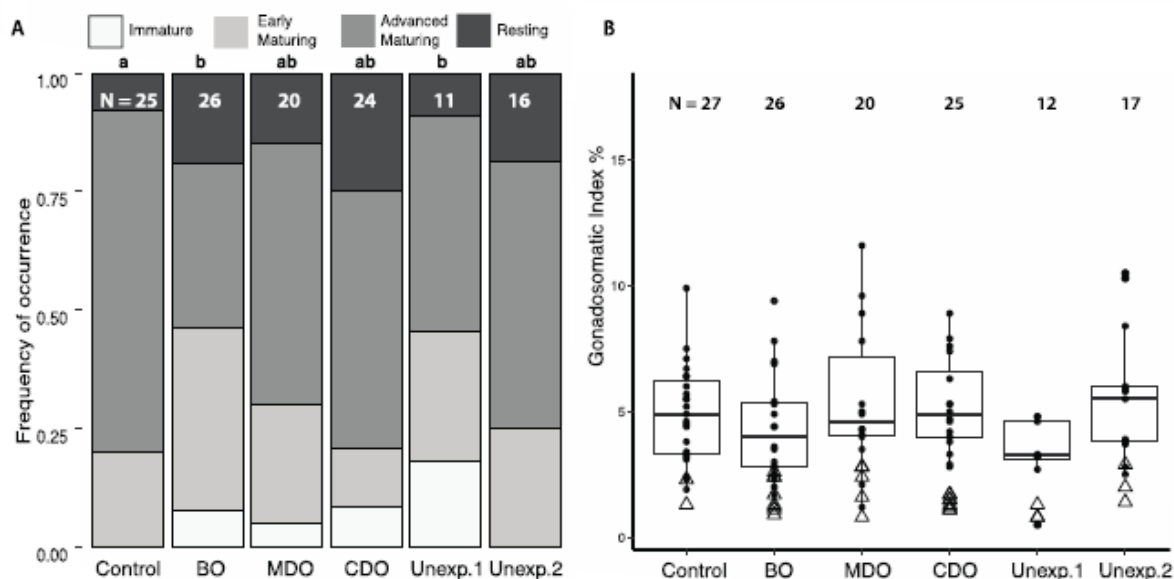 A
Immature
Early
Maturing
Advanced
Maturing
Resting
a b ab ab b ab
N = 25 26 20 24 11 16
1.00
0.75
0.50
0.25
0.00
Frequency of occurrence
Control BO MDO CDO Unexp.1 Unexp.2
B
N = 27 26 20 25 12 17
15
10
5
0
Gonadosomatic Index %
Control BO MDO CDO Unexp.1 Unexp.2